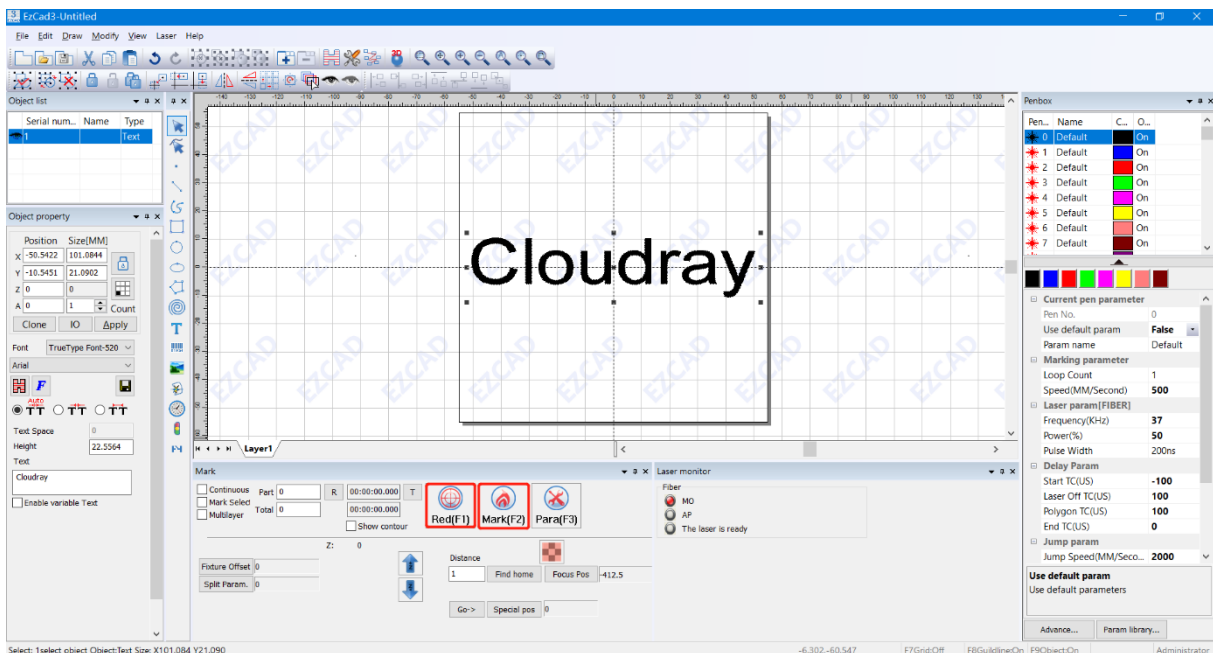 EzCad3-Untitled
File Edit Draw Modify View Laser Help
Object list
Serial num... Name Type
1 Text
Object property
Position Size[MM]
X -50.5422 101.0844
Y -10.5451 21.0902
Z 0 0
A 0 1 Count
Clone IO Apply
Font TrueType Font-520
Arial
F
AUTO
TT TT TT
Text Space 0
Height 22.5564
Text
Cloudray
Enable variable Text
EZCAD
Cloudray
Layer1
Mark
Continuous Part 0 R 00:00:00.000 T
Mark Seled Total 0 00:00:00.000
Multilayer
Show contour
Red(F1) Mark(F2) Para(F3)
Z: 0
Fixture Offset 0
Split Param. 0
Distance
1 Find home Focus Pos -412.5
Go-> Special pos 0
Laser monitor
Fiber
MO
AP
The laser is ready
Penbox
Pen... Name C... O...
0 Default On
1 Default On
2 Default On
3 Default On
4 Default On
5 Default On
6 Default On
7 Default On
Current pen parameter
Pen No. 0
Use default param False
Param name Default
Marking parameter
Loop Count 1
Speed(MM/Second) 500
Laser param[FIBER]
Frequency(KHz) 37
Power(%) 50
Pulse Width 200ns
Delay Param
Start TC(US) -100
Laser Off TC(US) 100
Polygon TC(US) 100
End TC(US) 0
Jump param
Jump Speed(MM/Seco... 2000
Use default param
Use default parameters
Advance... Param library...
Select: 1select object Object:Text Size: X101.084 Y21.090
-6.302,-60.547 F7Grid:Off F8Guildline:On F9Object:On Administrator